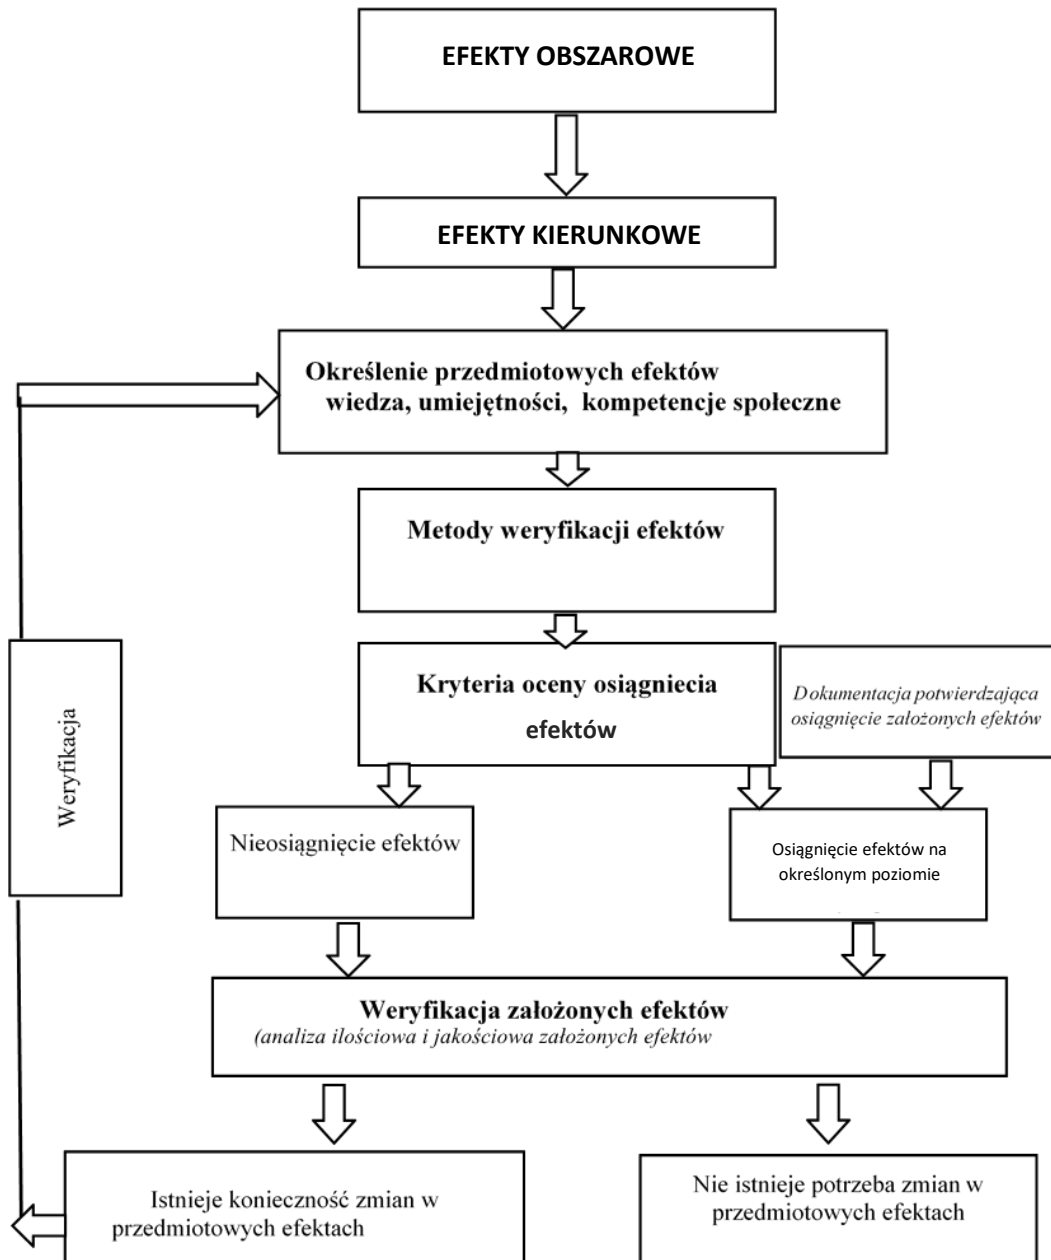 EFEKTY OBSZAROWE
EFEKTY KIERUNKOWE
Określenie przedmiotowych efektów
wiedza, umiejętności, kompetencje społeczne
Metody weryfikacji efektów
Kryteria oceny osiągniecia
efektów
Dokumentacja potwierdzająca
osiągnięcie założonych efektów
Weryfikacja
Nieosiągnięcie efektów
Osiągnięcie efektów na
określonym poziomie
Weryfikacja założonych efektów
(analiza ilościowa i jakościowa założonych efektów
Istnieje konieczność zmian w
przedmiotowych efektach
Nie istnieje potrzeba zmian w
przedmiotowych efektach